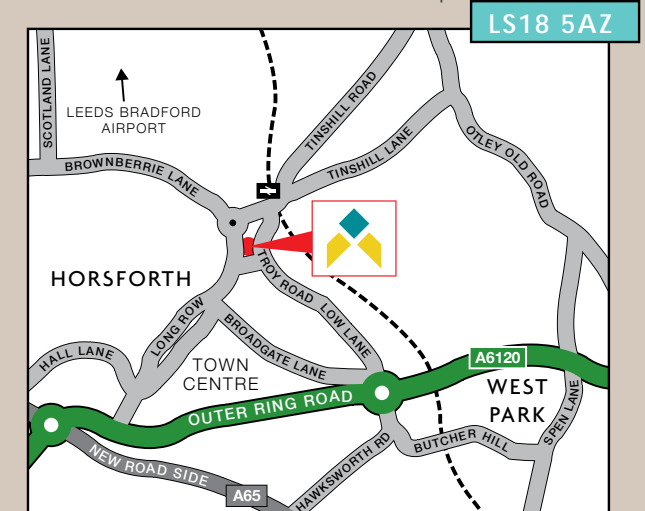 LS18 5AZ
SCOTLAND LANE
LEEDS BRADFORD
AIRPORT
TINSHILL ROAD
TINSHILL LANE
OTLEY OLD ROAD
BROWNBERRIE LANE
HORSFORTH
TROY ROAD
LOW LANE
LONG ROW
BROADGATE LANE
HALL LANE
TOWN
CENTRE
A6120
WEST
PARK
OUTER RING ROAD
SPEN LANE
BUTCHER HILL
HAWKSWORTH RD
NEW ROAD SIDE
A65